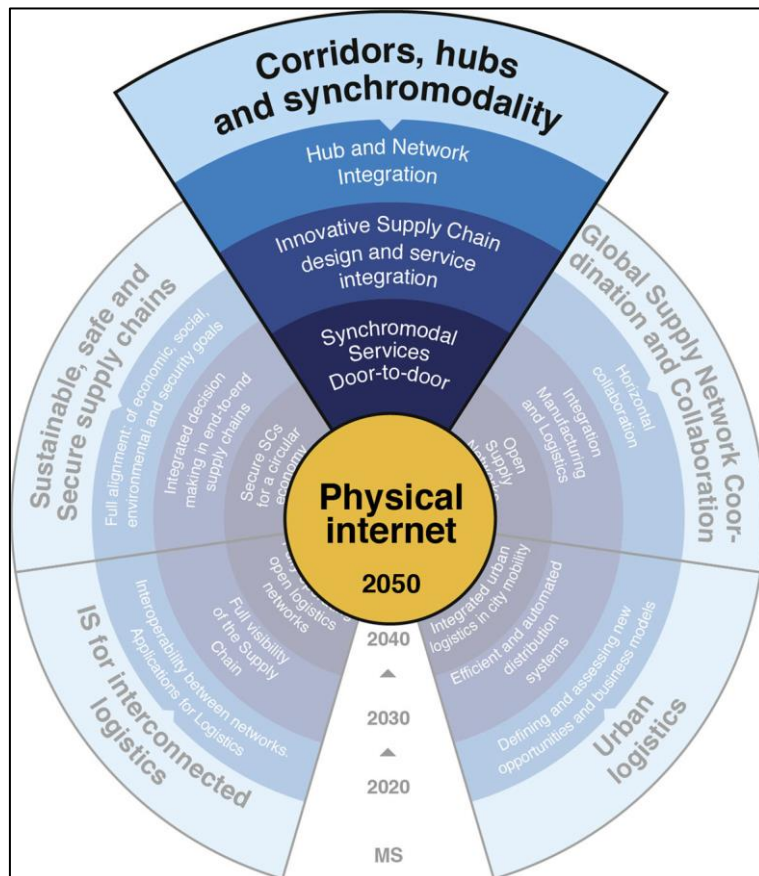 Corridors, hubs
and synchromodality
Hub and Network
Integration
Innovative Supply Chain
design and service
integration
Synchromodal
Services
Door-to-door
Global Supply Network Coor-
dination and Collaboration
Horizontal
collaboration
Integration
Manufacturing
and Logistics
Open
Supply
Urban
logistics
Defining and assessing new
opportunities and business models
Efficient and automated
distribution
systems
Integrated urban
logistics in city mobility
IS for interconnected
logistics
Interoperability between networks.
Applications for Logistics
Full visibility
of the Supply
Chain
open logistics
networks
Sustainable, safe and
Secure supply chains
Full alignment: of economic, social,
environmental and security goals
Integrated decision
making in end-to-end
supply chains
Secure SCs
for a circular
economy
Physical
internet
2050
2040
2030
2020
MS